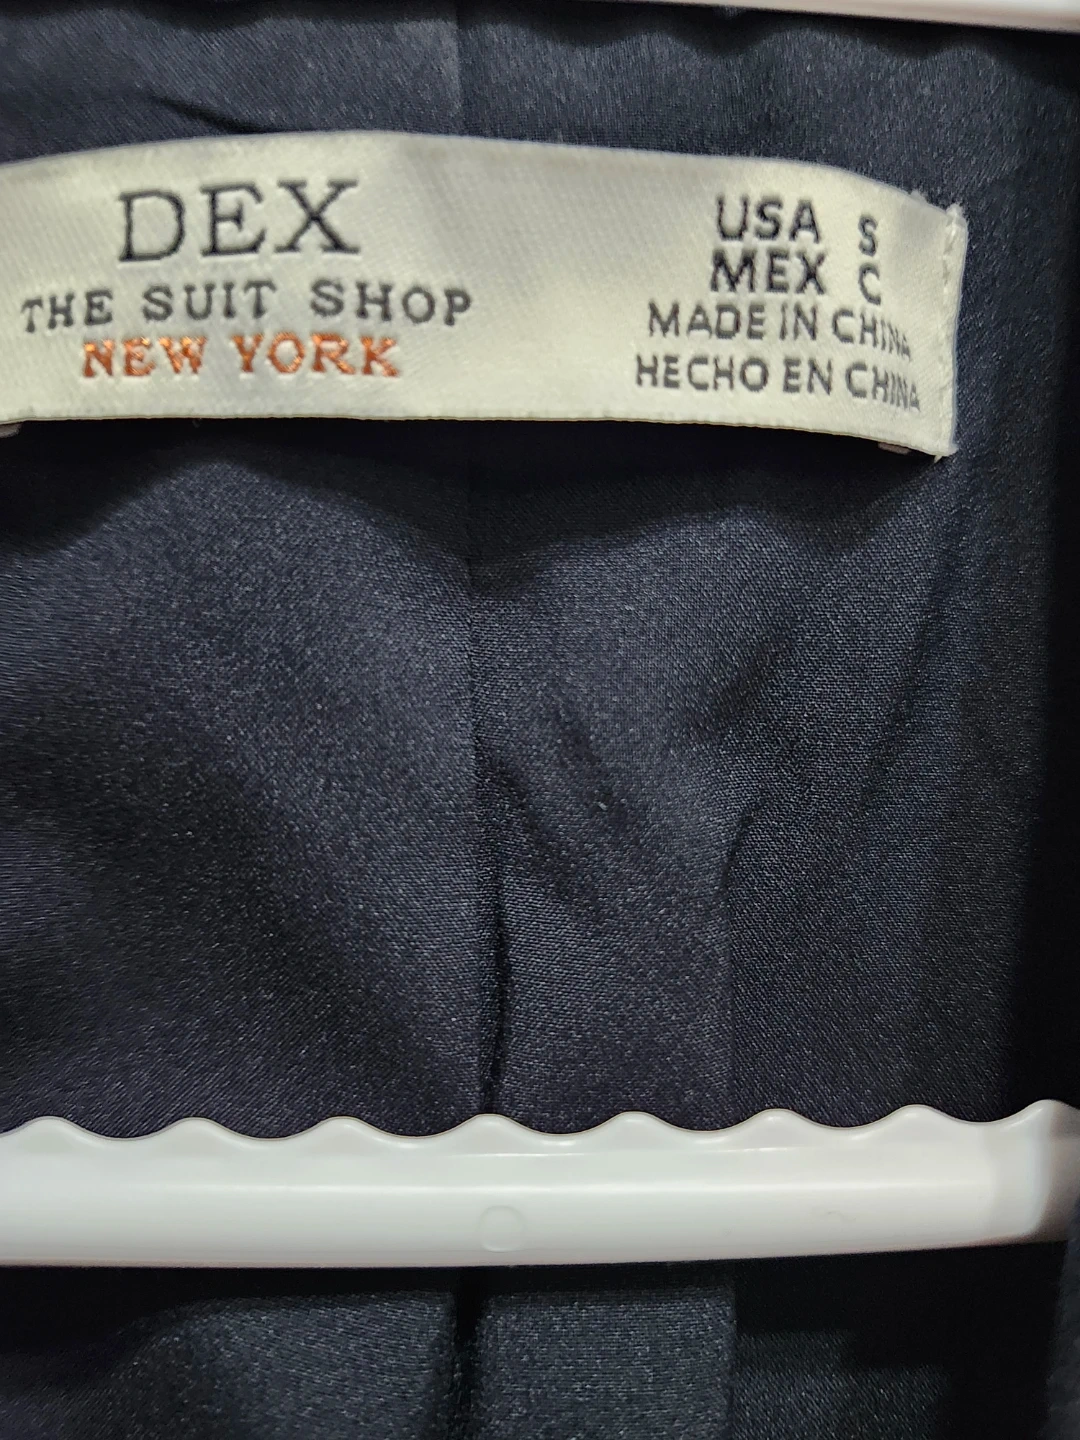 DEX
THE SUIT SHOP
NEW YORK
USA S
MEX C
MADE IN CHINA
HECHO EN CHINA